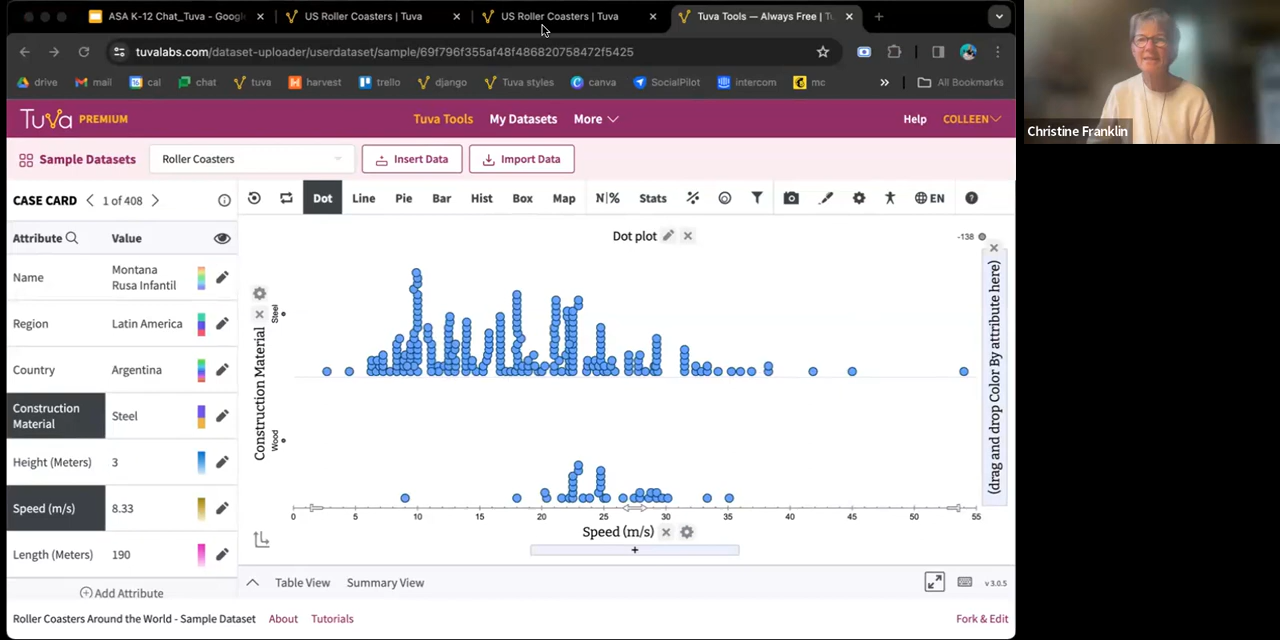 ASA K-12 Chat_Tuva - Google
US Roller Coasters | Tuva
US Roller Coasters | Tuva
Tuva Tools — Always Free | Tu
tuvalabs.com/dataset-uploader/userdataset/sample/69f796f355af48f486820758472f5425
drive
mail
cal
chat
tuva
harvest
trello
django
Tuva styles
canva
SocialPilot
intercom
mc
All Bookmarks
Tuva PREMIUM
Tuva Tools
My Datasets
More
Help
COLLEEN
Sample Datasets
Roller Coasters
Insert Data
Import Data
CASE CARD
1 of 408
Dot
Line
Pie
Bar
Hist
Box
Map
N|%
Stats
EN
Attribute
Value
Name
Montana
Rusa Infantil
Region
Latin America
Country
Argentina
Construction
Material
Steel
Height (Meters)
3
Speed (m/s)
8.33
Length (Meters)
190
Add Attribute
Dot plot
-138
Construction Material
Steel
Wood
0 5 10 15 20 25 30 35 40 45 50 55
Speed (m/s)
+
(drag and drop Color By attribute here)
Table View
Summary View
v 3.0.5
Roller Coasters Around the World - Sample Dataset
About
Tutorials
Fork & Edit
Christine Franklin